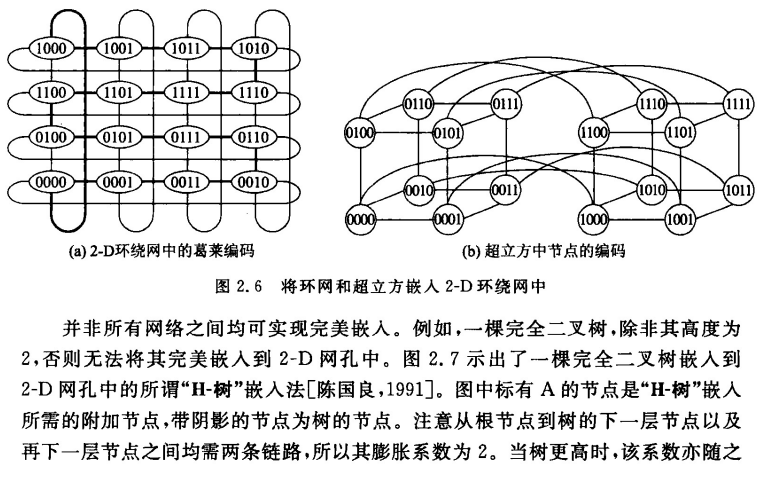 1000 1001 1011 1010
1100 1101 1111 1110
0100 0101 0111 0110
0000 0001 0011 0010
(a) 2-D环绕网中的葛莱编码
0110 0111 1110 1111
0100 0101 1100 1101
0010 0011 1010 1011
0000 0001 1000 1001
(b) 超立方中节点的编码
图 2.6 将环网和超立方嵌入 2-D 环绕网中
并非所有网络之间均可实现完美嵌入。例如,一棵完全二叉树,除非其高度为
2,否则无法将其完美嵌入到 2-D 网孔中。图 2.7 示出了一棵完全二叉树嵌入到
2-D 网孔中的所谓“H-树”嵌入法[陈国良,1991]。图中标有 A 的节点是“H-树”嵌入
所需的附加节点,带阴影的节点为树的节点。注意从根节点到树的下一层节点以及
再下一层节点之间均需两条链路,所以其膨胀系数为 2。当树更高时,该系数亦随之